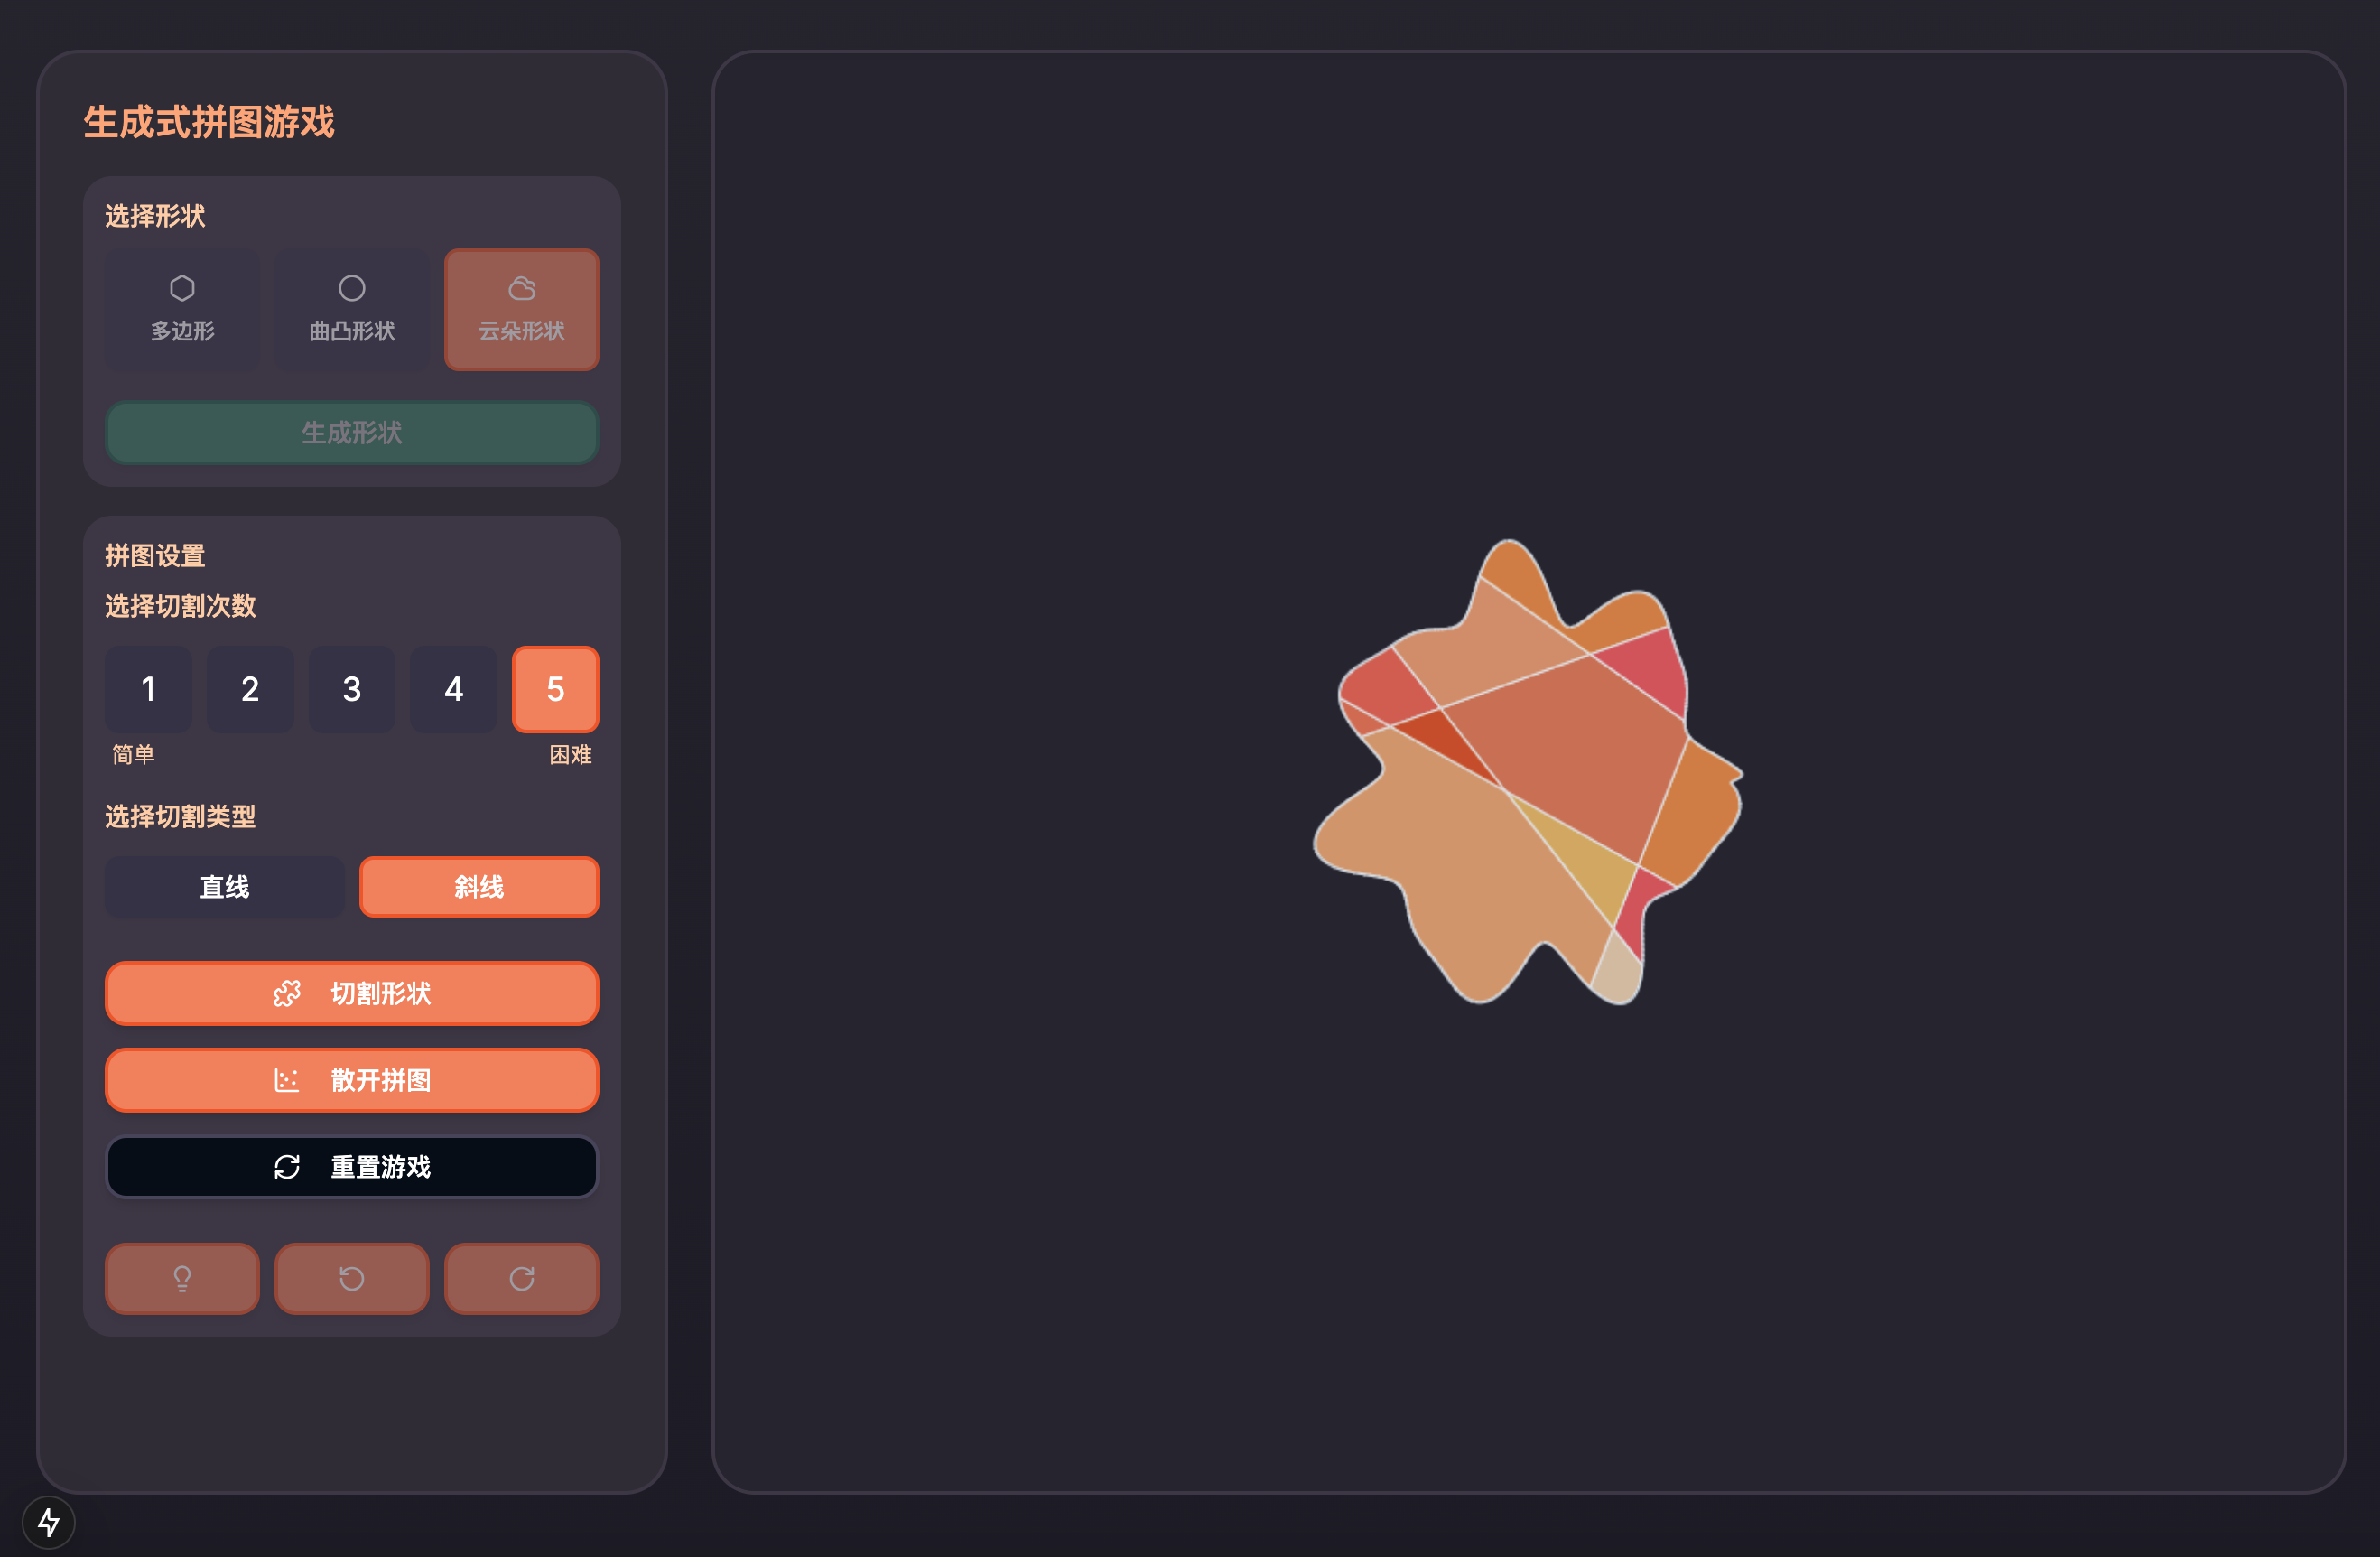 生成式拼图游戏
选择形状
多边形 曲凸形状 云朵形状
生成形状
拼图设置
选择切割次数
1 2 3 4 5
简单 困难
选择切割类型
直线 斜线
切割形状
散开拼图
重置游戏